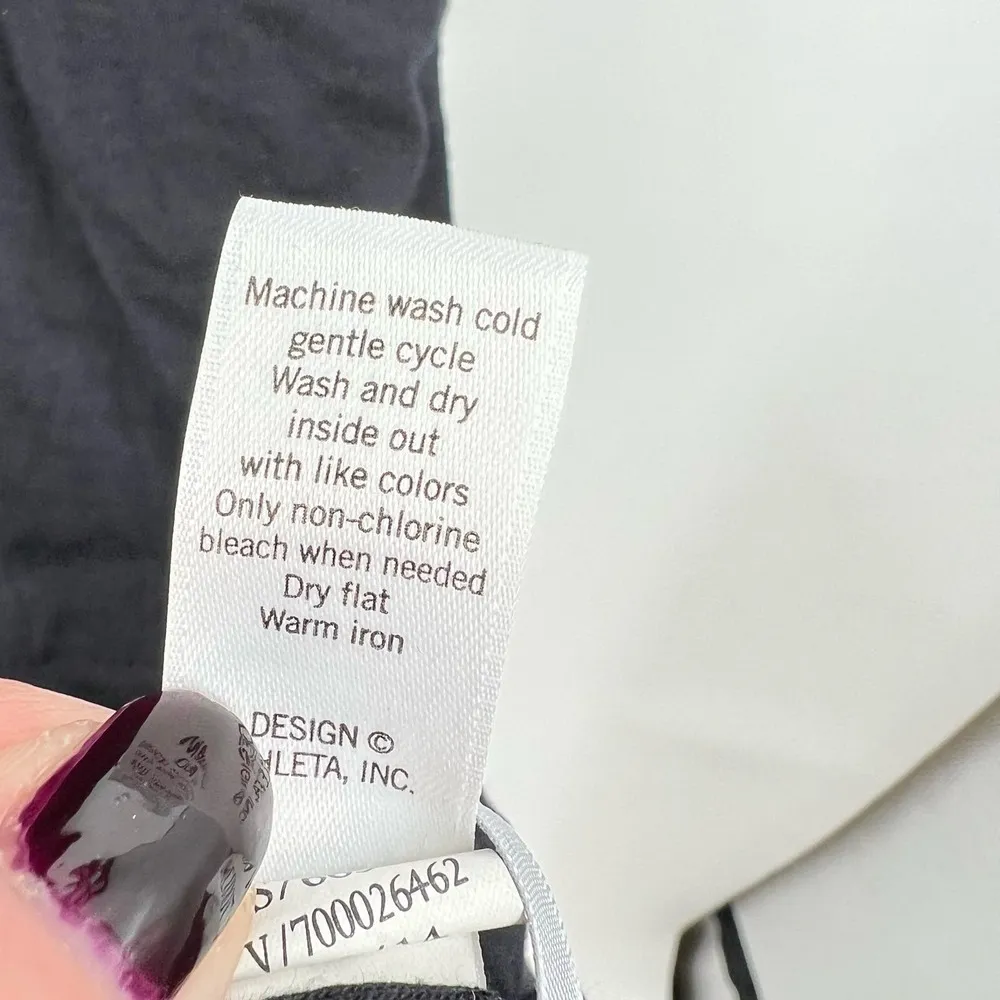 Machine wash cold
gentle cycle
Wash and dry
inside out
with like colors
Only non-chlorine
bleach when needed
Dry flat
Warm iron
DESIGN ©
HLETA, INC.
V/700026462